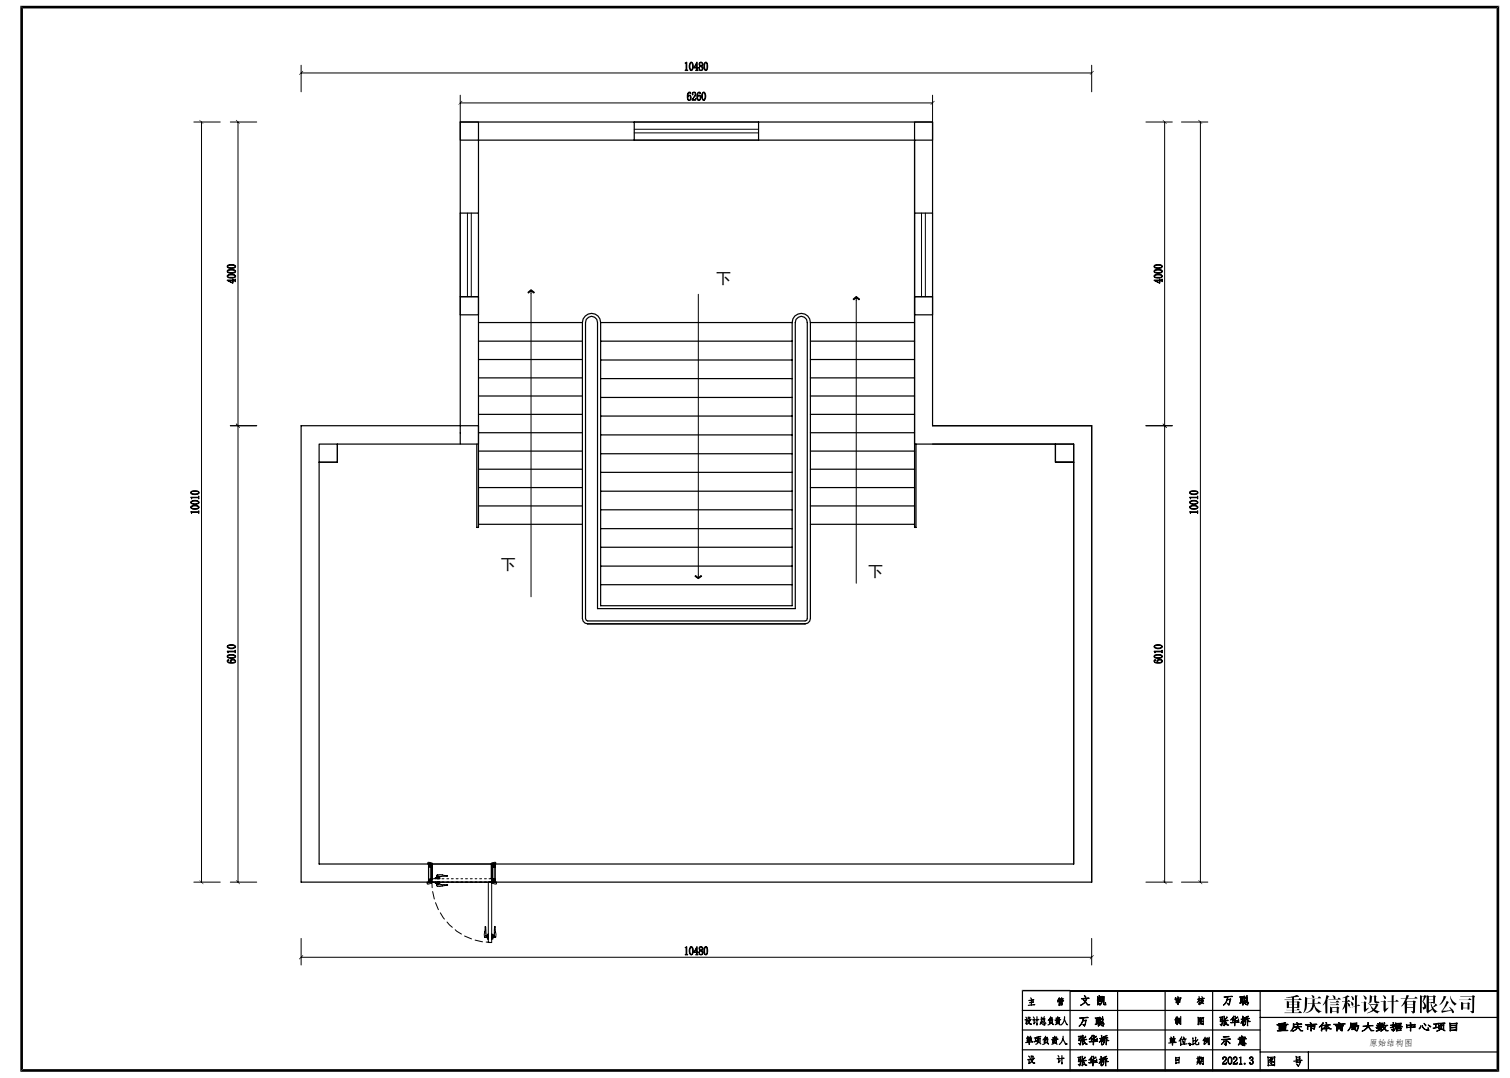 10480
6260
4000
4000
下
10010
10010
下
下
6010
6010
10480
主 管 文 凯 审 核 万 聪 重庆信科设计有限公司
设计总负责人 万 聪 制 图 张华桥 重庆市体育局大数据中心项目
单项负责人 张华桥 单位,比例 示 意 原始结构图
设 计 张华桥 日 期 2021.3 图 号